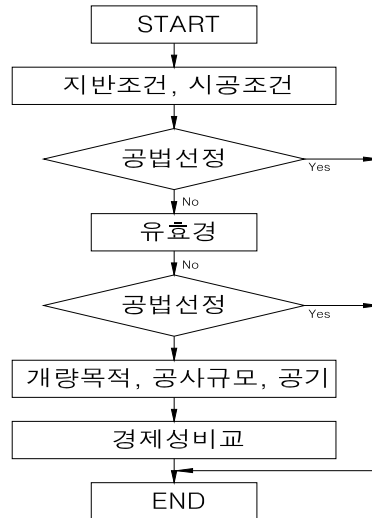 START
지반조건, 시공조건
공법선정
Yes
No
유효경
No
공법선정
Yes
개량목적, 공사규모, 공기
경제성비교
END